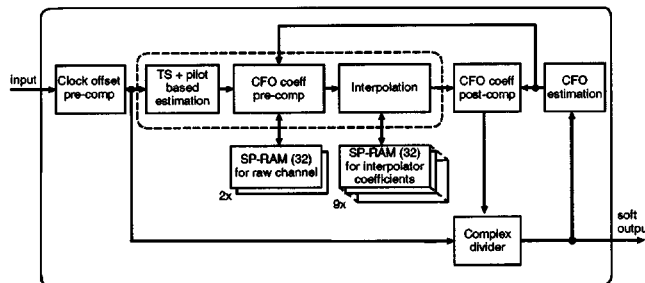 input
Clock offset
pre-comp
TS + pilot
based
estimation
CFO coeff
pre-comp
Interpolation
CFO coeff
post-comp
CFO
estimation
SP-RAM (32)
for raw channel
2x
SP-RAM (32)
for interpolator
coefficients
9x
Complex
divider
soft
output